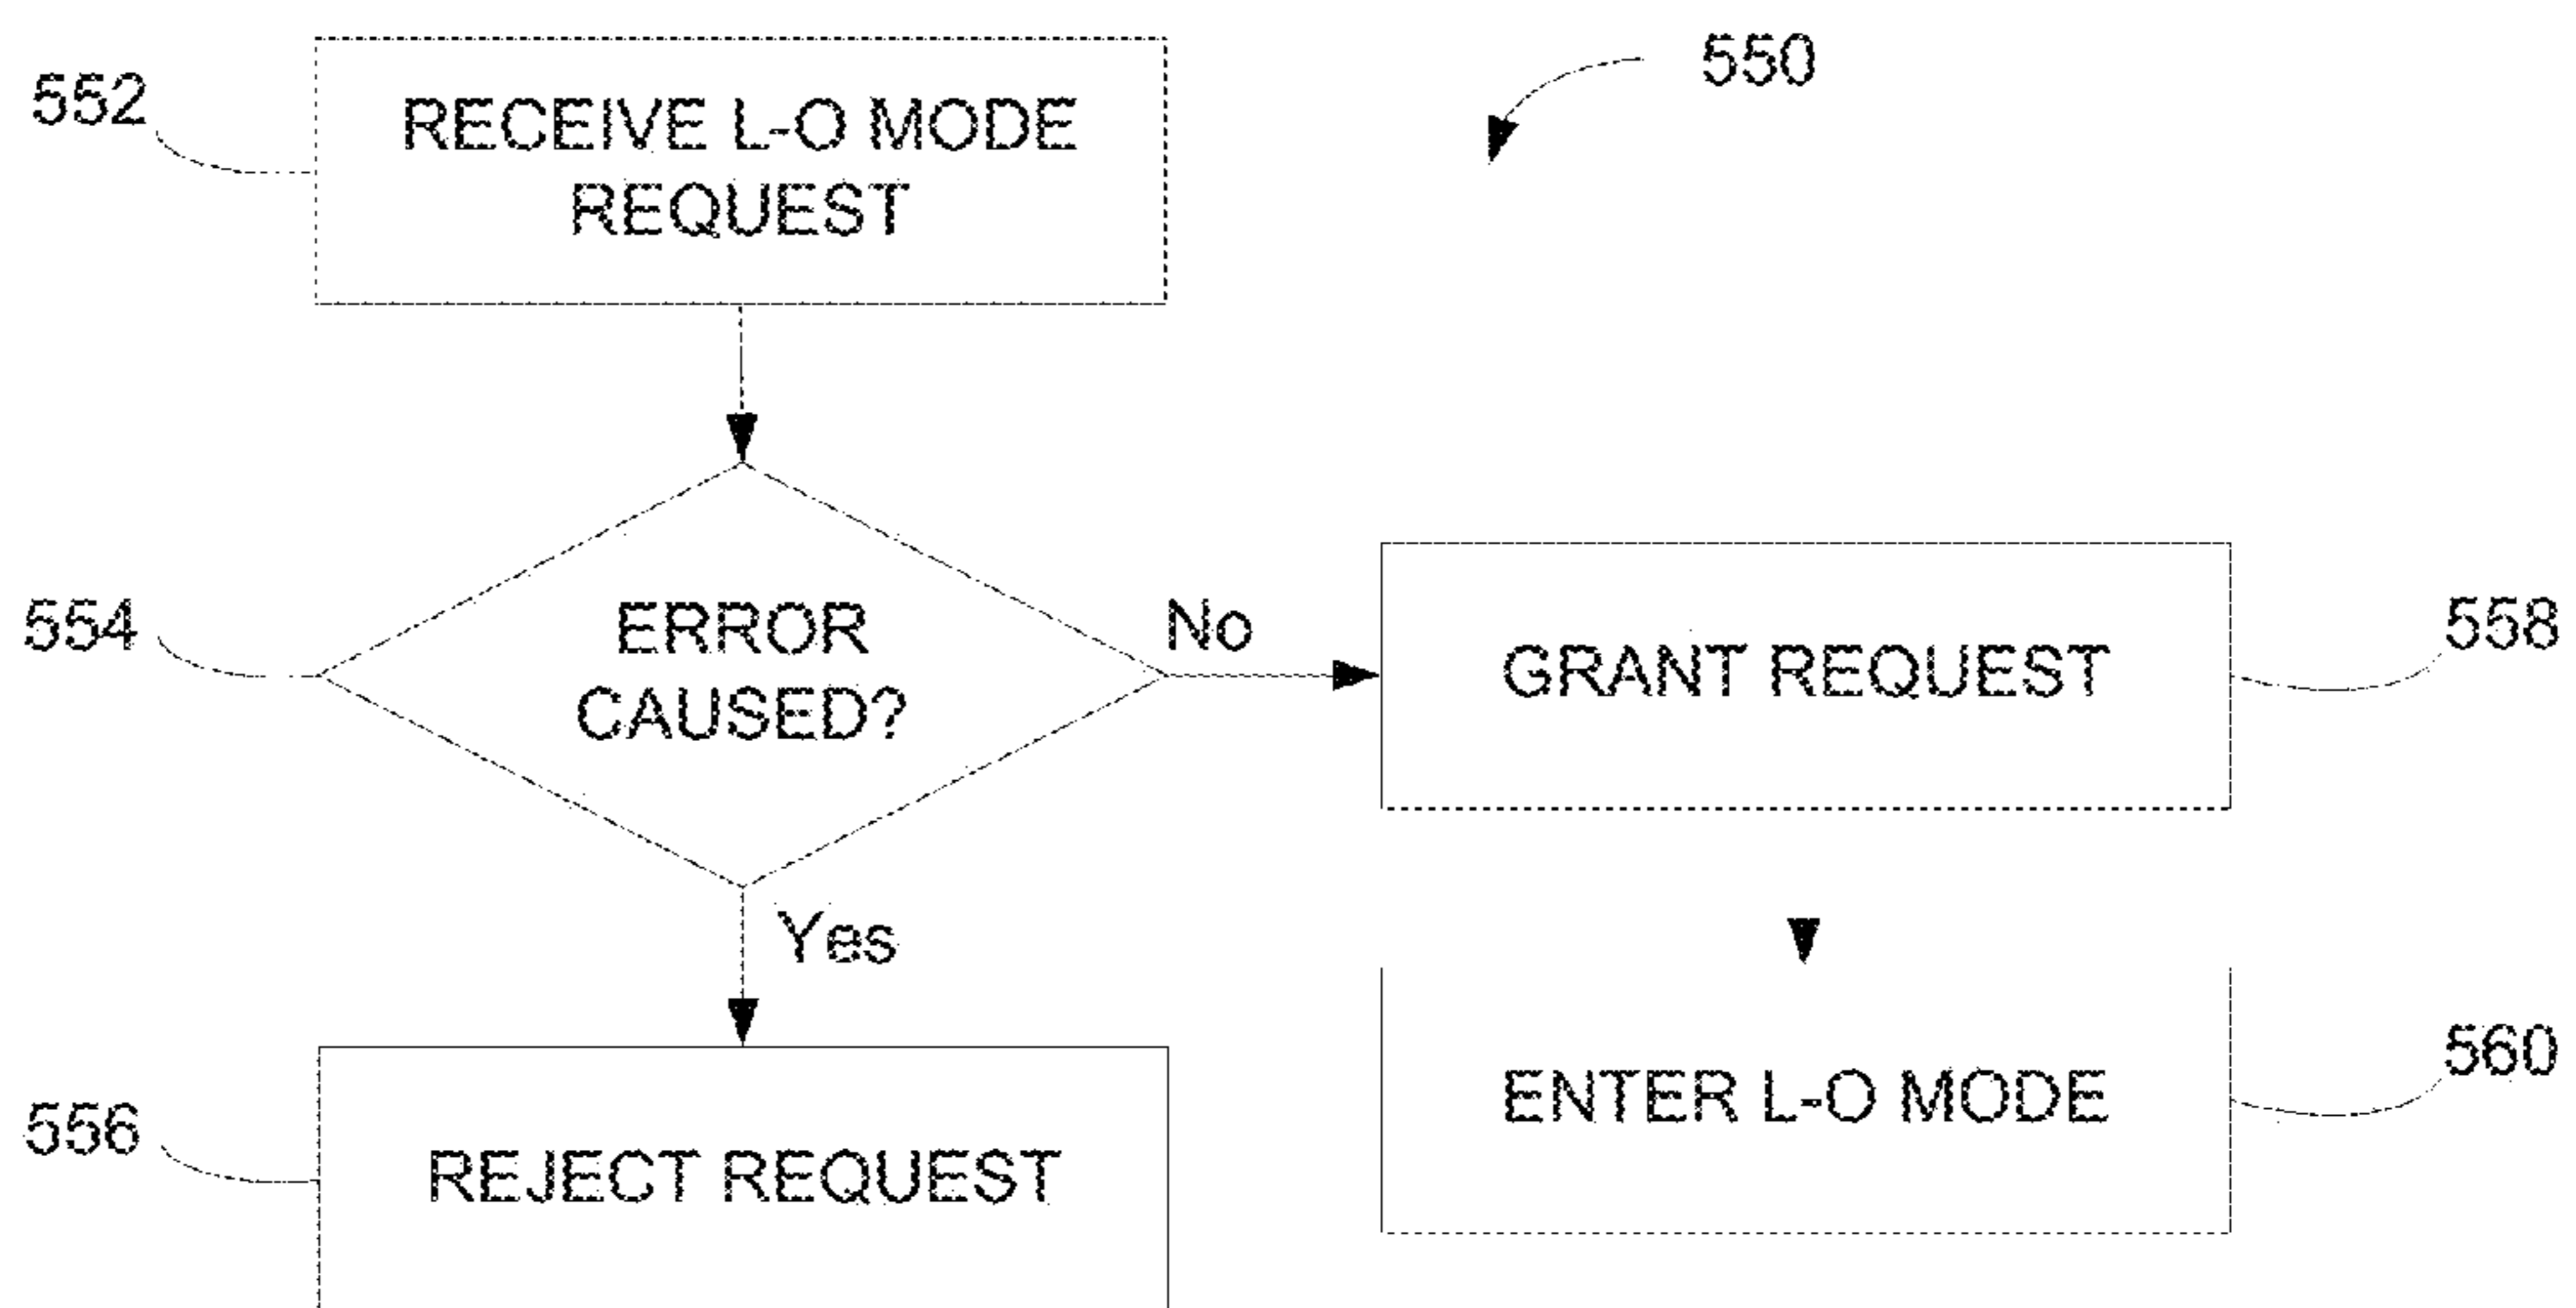 550
552
RECEIVE L-O MODE
REQUEST
554
ERROR
CAUSED?
No
GRANT REQUEST
558
Yes
556
REJECT REQUEST
ENTER L-O MODE
560